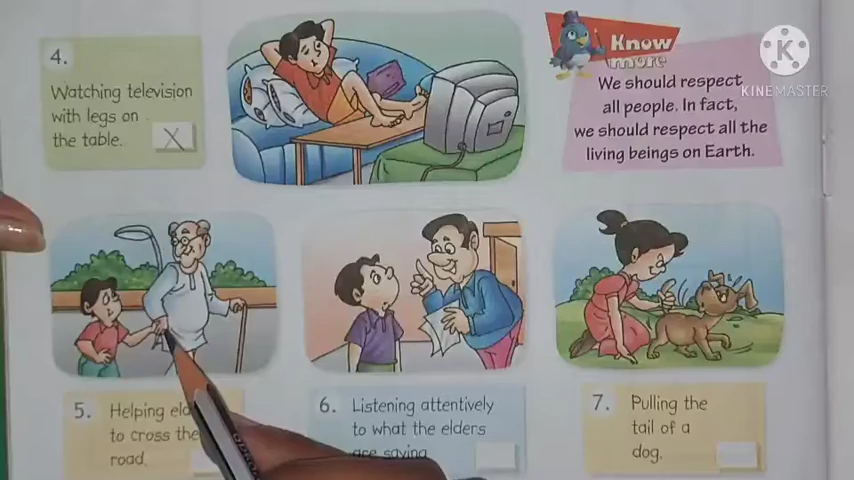 4.
Watching television
with legs on
the table.
X
Know
more
We should respect
all people. In fact,
we should respect all the
living beings on Earth.
K
KINEMASTER
5. Helping
to cross the
road.
6. Listening attentively
to what the elders
are saying
7. Pulling the
tail of a
dog.